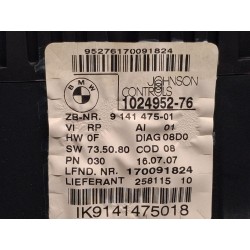 95276170091824
BMW
JOHNSON
CONTROLS
1024952-76
ZB-NR. 9 141 475-01
VI RP AI 01
HW 0F DIAG 08D0
SW 73.50.80 COD 08
PN 030 16.07.07
LFND. NR. 170091824
LIEFERANT 258115 10
IK9141475018